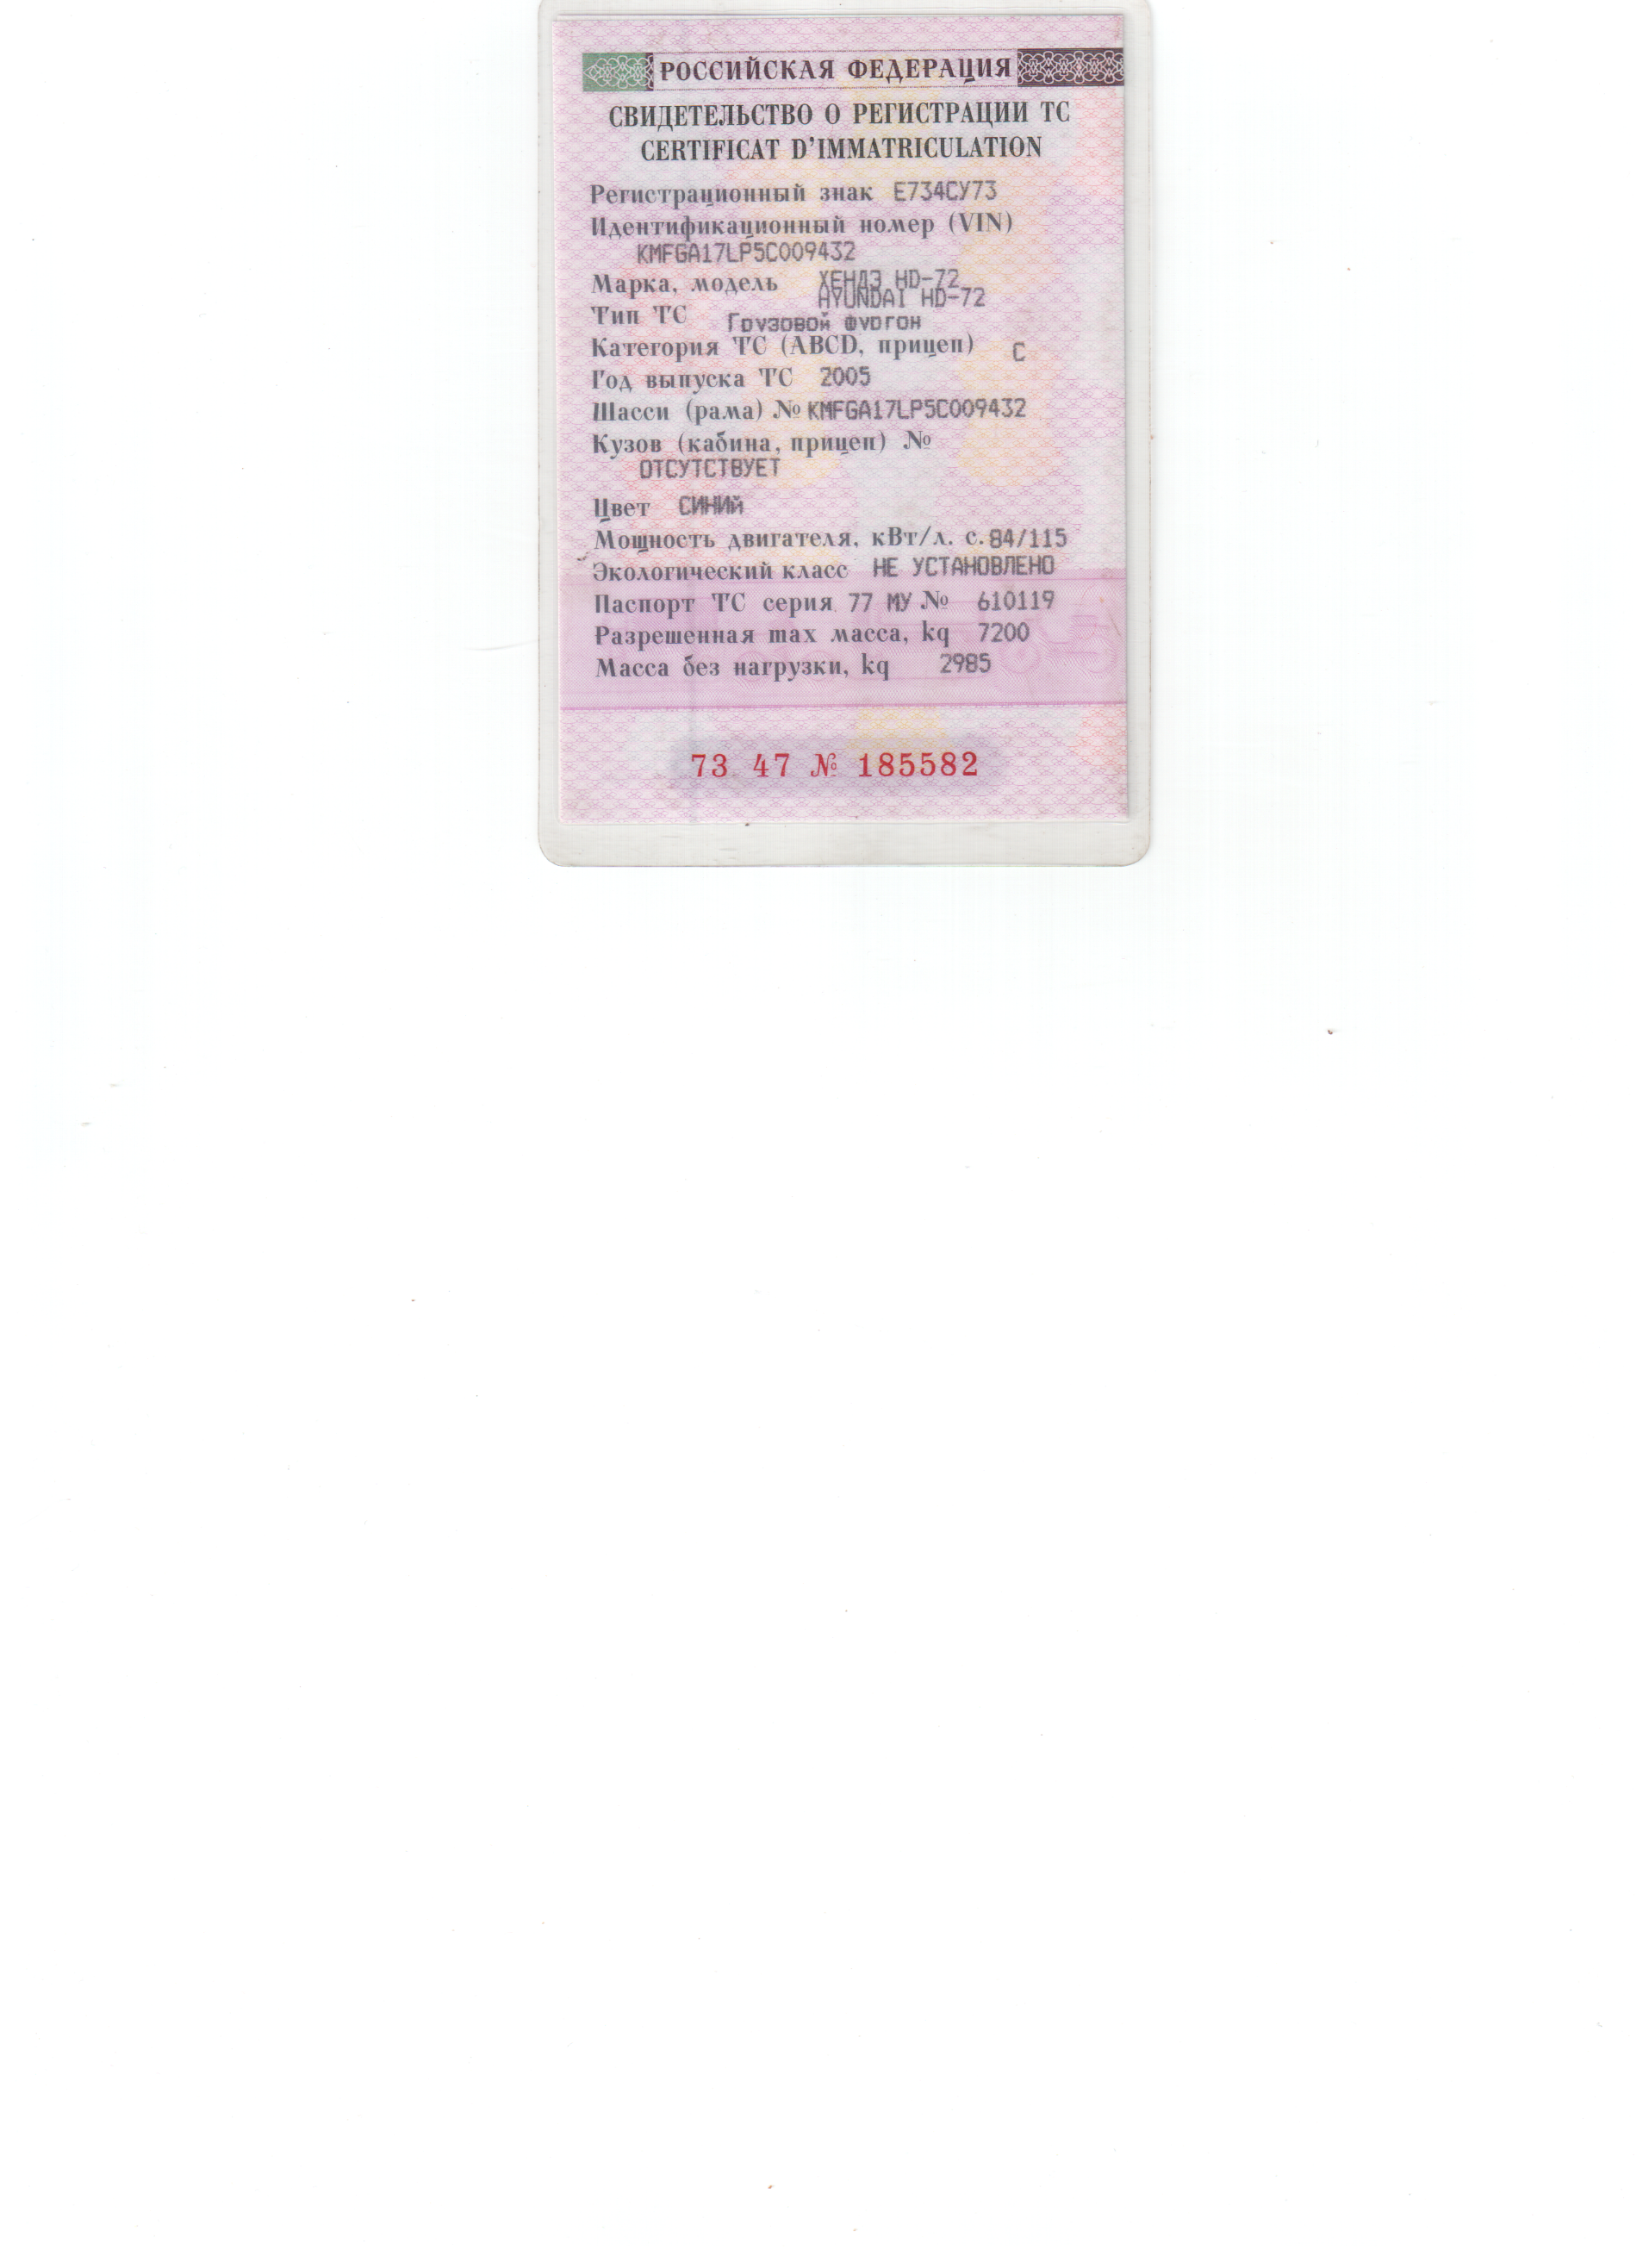 РОССИЙСКАЯ ФЕДЕРАЦИЯ
СВИДЕТЕЛЬСТВО О РЕГИСТРАЦИИ ТС
CERTIFICAT D'IMMATRICULATION
Регистрационный знак Е734СУ73
Идентификационный номер (VIN)
KMFGA17LP5C009432
Марка, модель ХЕНДЭ HD-72
HYUNDAI HD-72
Тип ТС Грузовой фургон
Категория ТС (ABCD, прицеп) С
Год выпуска ТС 2005
Шасси (рама) № KMFGA17LP5C009432
Кузов (кабина, прицеп) №
ОТСУТСТВУЕТ
Цвет СИНИй
Мощность двигателя, кВт/л. с. 84/115
Экологический класс НЕ УСТАНОВЛЕНО
Паспорт ТС серия 77 МУ № 610119
Разрешенная max масса, kq 7200
Масса без нагрузки, kq 2985
73 47 № 185582